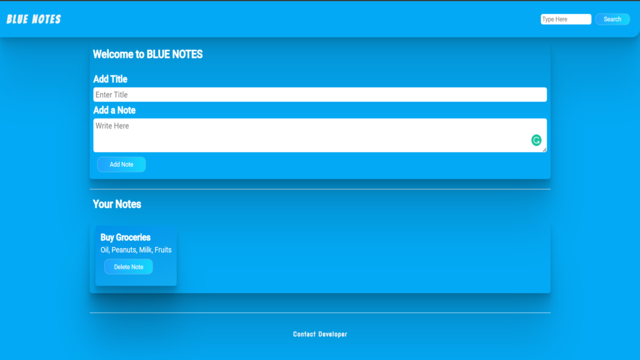 BLUE NOTES
Type Here
Search
Welcome to BLUE NOTES
Add Title
Enter Title
Add a Note
Write Here
Add Note
Your Notes
Buy Groceries
Oil, Peanuts, Milk, Fruits
Delete Note
Contact Developer